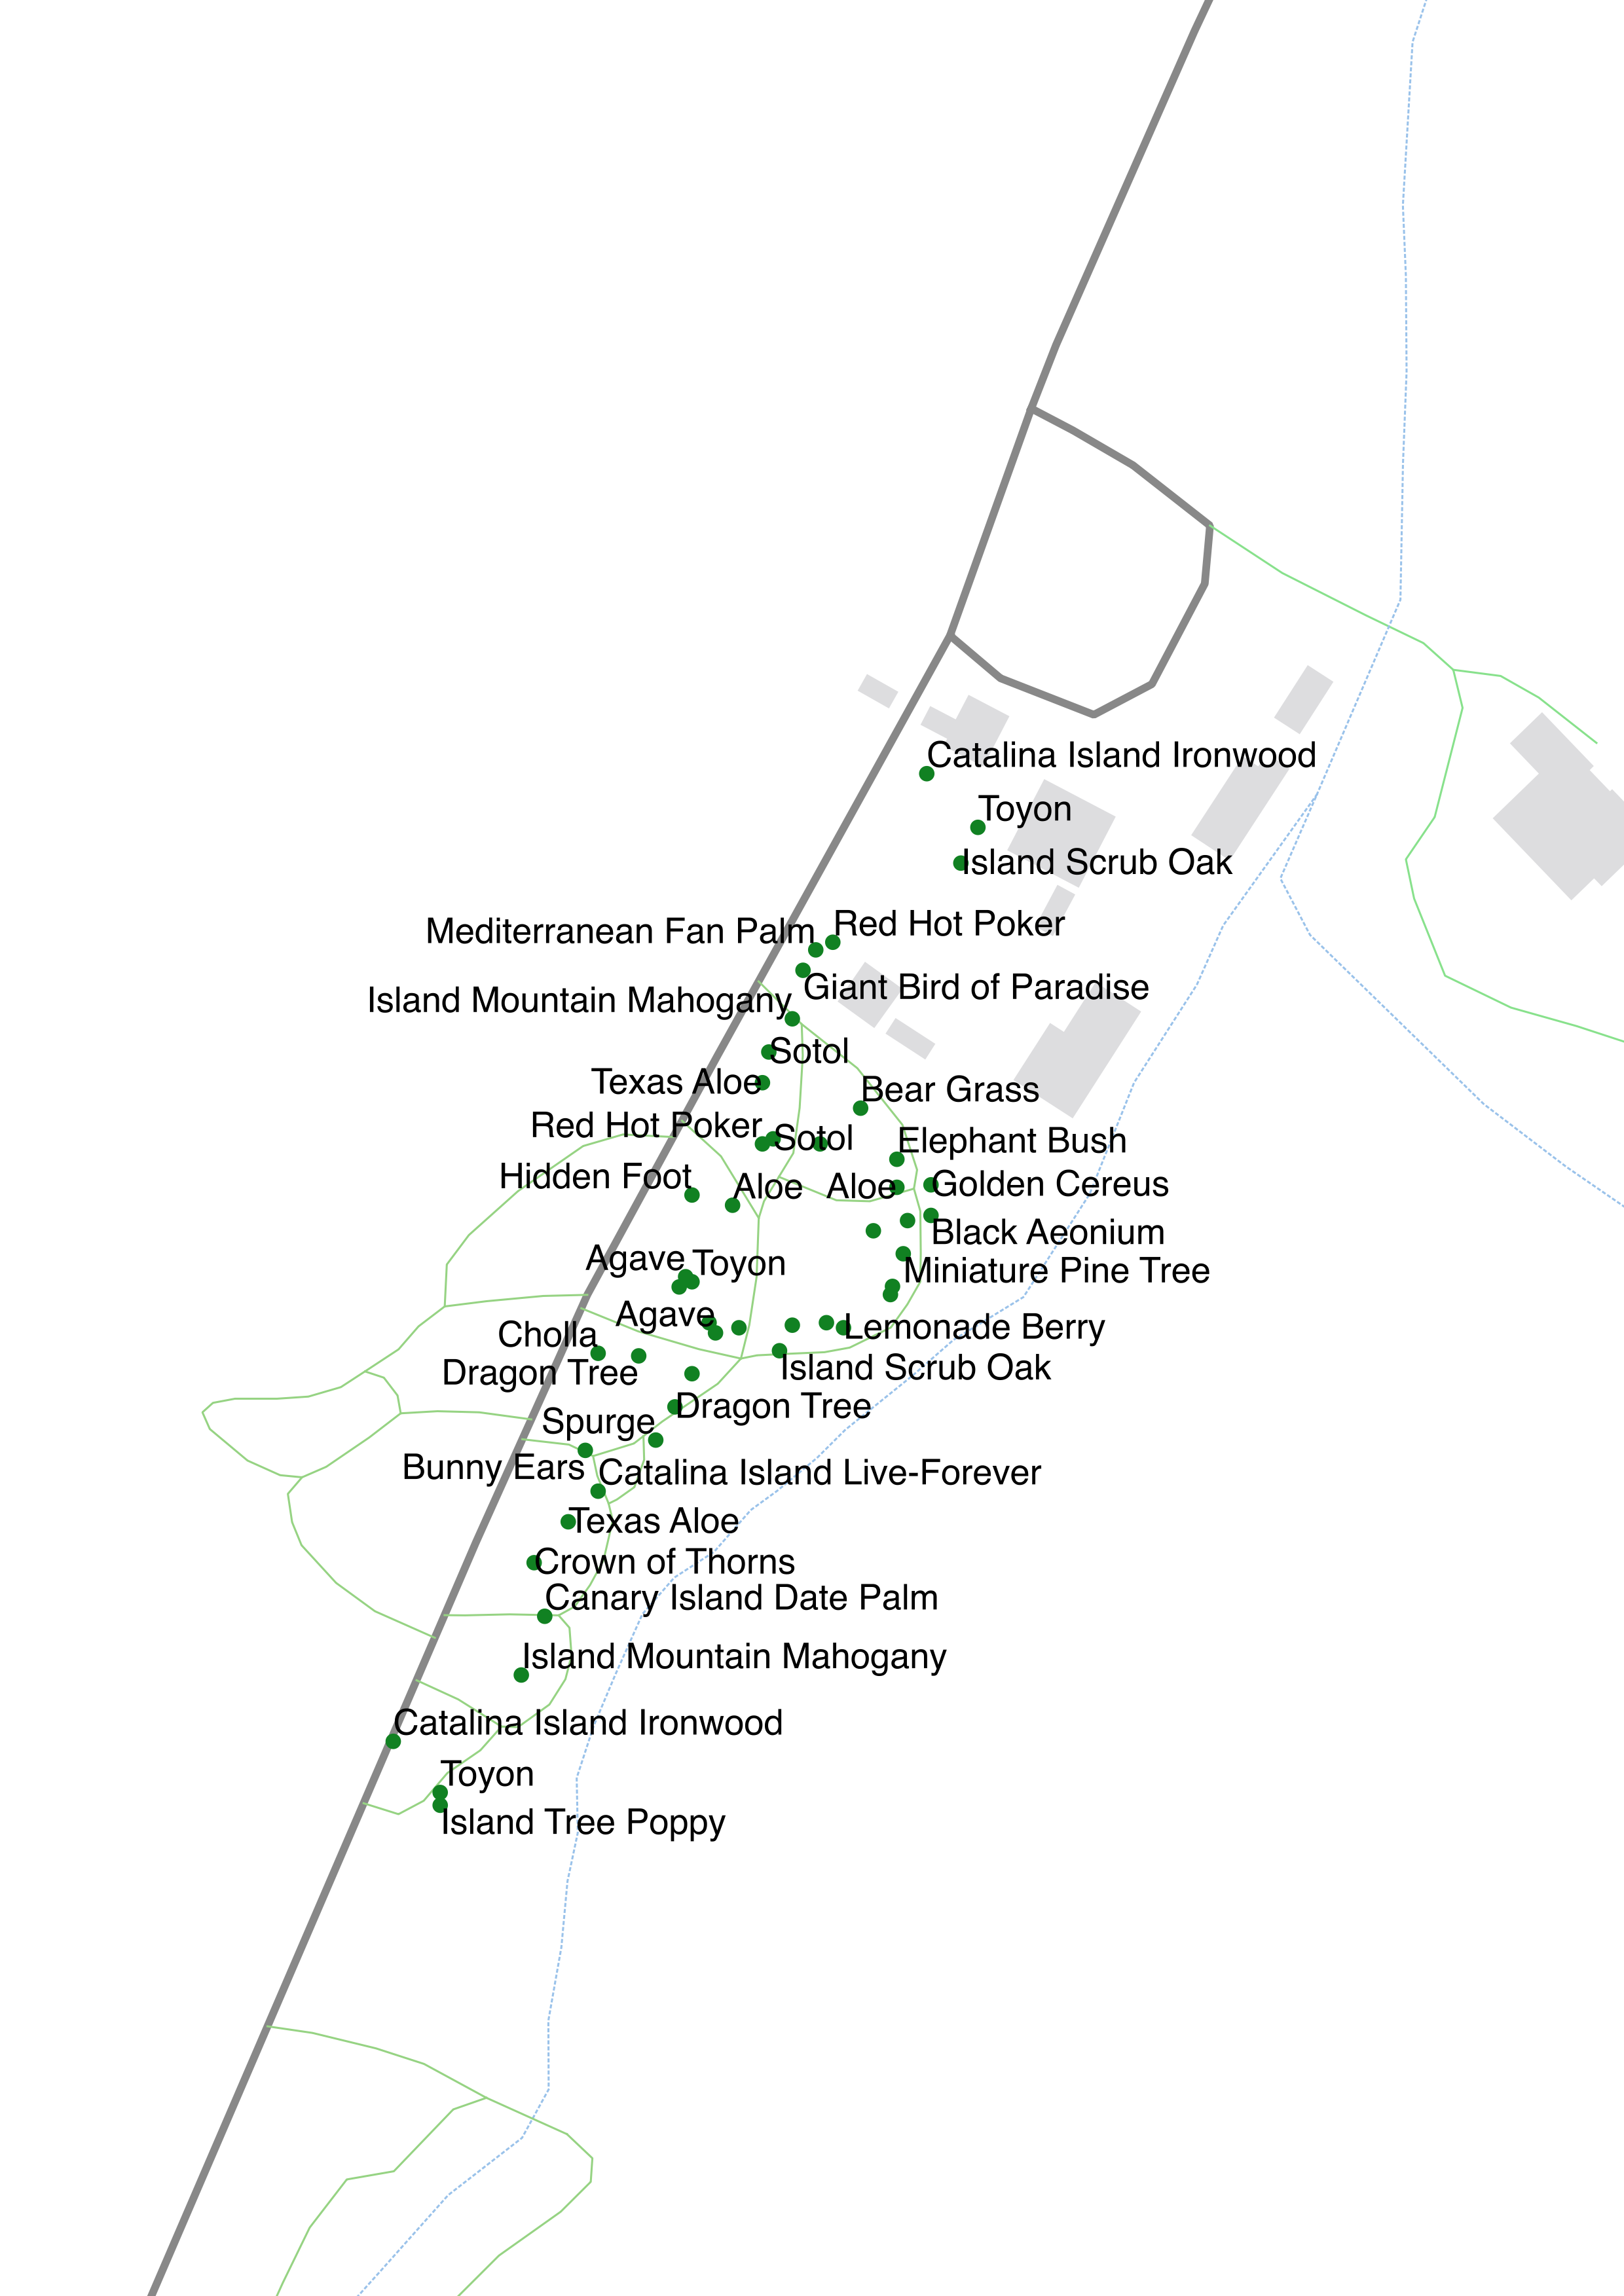 Catalina Island Ironwood
Toyon
Island Scrub Oak
Red Hot Poker
Mediterranean Fan Palm
Giant Bird of Paradise
Island Mountain Mahogany
Sotol
Texas Aloe
Bear Grass
Red Hot Poker
Sotol
Elephant Bush
Hidden Foot
Aloe
Aloe
Golden Cereus
Black Aeonium
Agave
Toyon
Miniature Pine Tree
Agave
Lemonade Berry
Cholla
Island Scrub Oak
Dragon Tree
Dragon Tree
Spurge
Bunny Ears
Catalina Island Live-Forever
Texas Aloe
Crown of Thorns
Canary Island Date Palm
Island Mountain Mahogany
Catalina Island Ironwood
Toyon
Island Tree Poppy